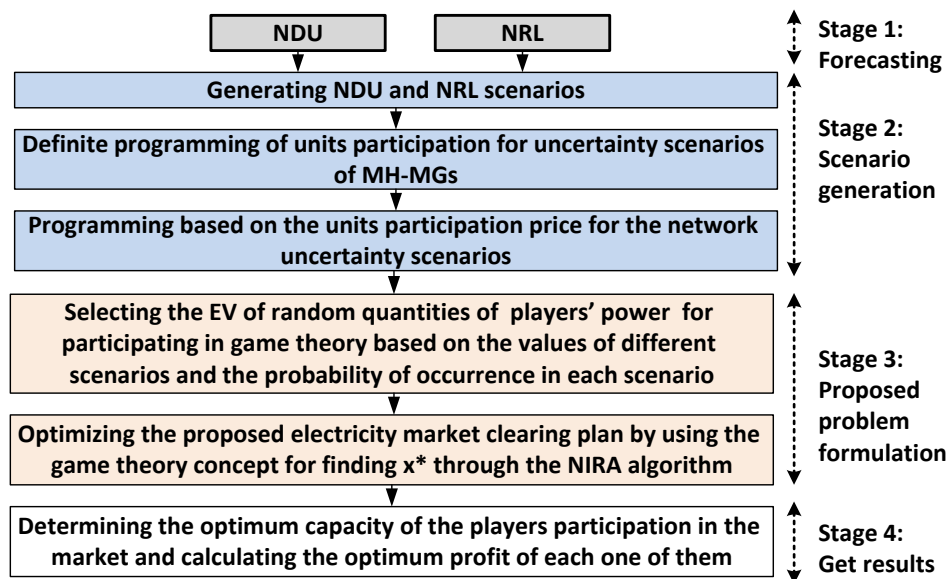 NDU
NRL
Stage 1:
Forecasting
Generating NDU and NRL scenarios
Definite programming of units participation for uncertainty scenarios
of MH-MGs
Programming based on the units participation price for the network
uncertainty scenarios
Stage 2:
Scenario
generation
Selecting the EV of random quantities of players' power for
participating in game theory based on the values of different
scenarios and the probability of occurrence in each scenario
Optimizing the proposed electricity market clearing plan by using the
game theory concept for finding x* through the NIRA algorithm
Stage 3:
Proposed
problem
formulation
Determining the optimum capacity of the players participation in the
market and calculating the optimum profit of each one of them
Stage 4:
Get results